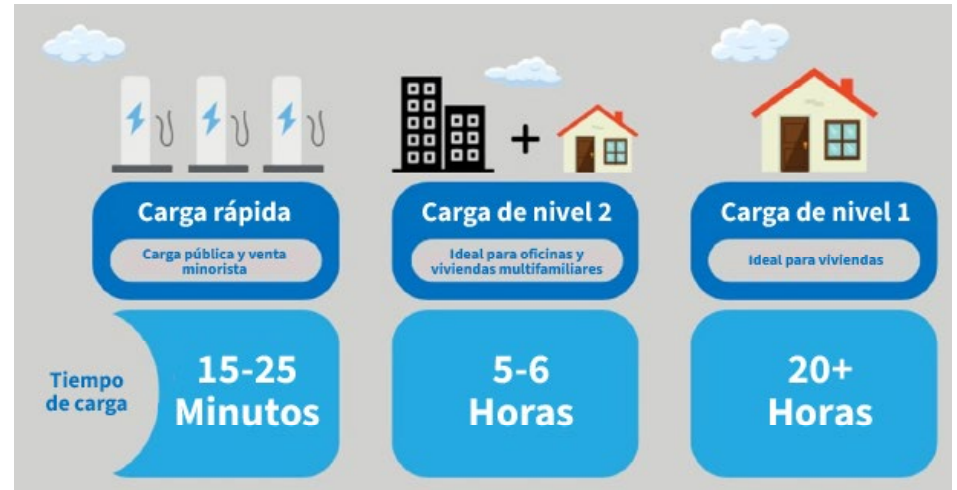 Carga rápida
Carga pública y venta
minorista
Carga de nivel 2
Ideal para oficinas y
viviendas multifamiliares
Carga de nivel 1
Ideal para viviendas
Tiempo
de carga
15-25
Minutos
5-6
Horas
20+
Horas